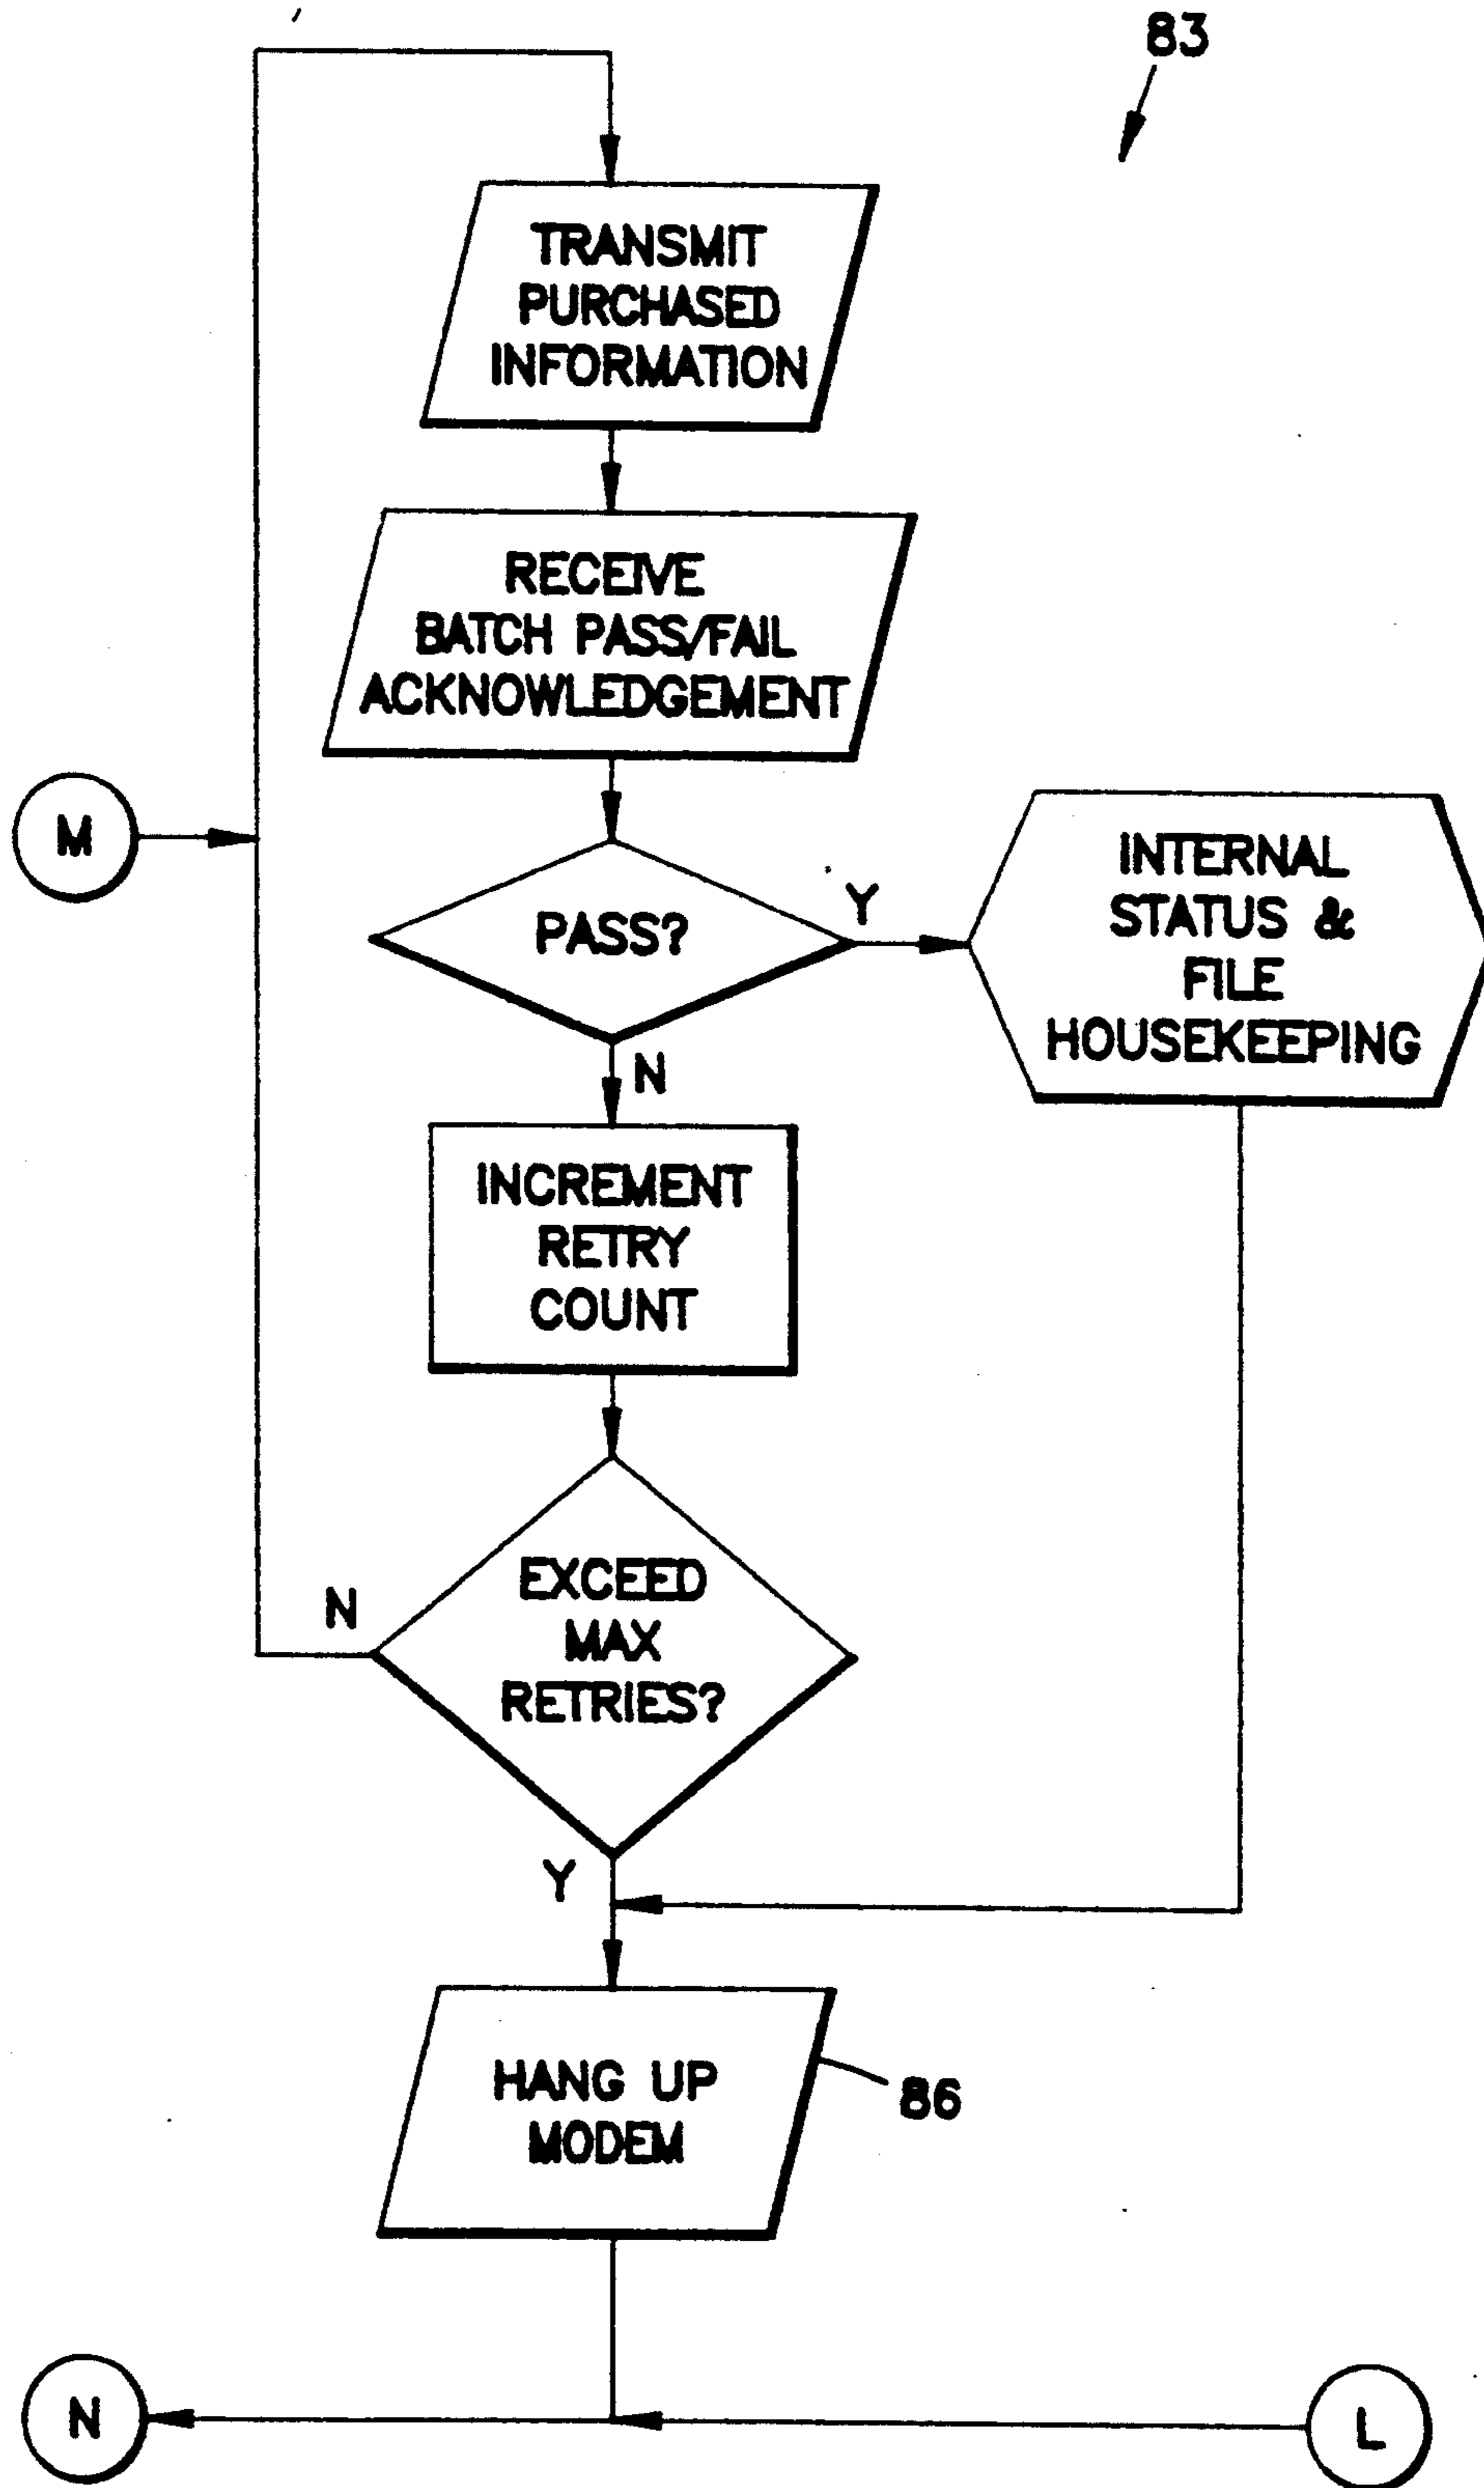 83
TRANSMIT
PURCHASED
INFORMATION
RECEIVE
BATCH PASS/FAIL
ACKNOWLEDGEMENT
M
PASS?
Y
INTERNAL
STATUS &
FILE
HOUSEKEEPING
N
INCREMENT
RETRY
COUNT
EXCEED
MAX
RETRIES?
N
Y
HANG UP
MODEM
86
N
L